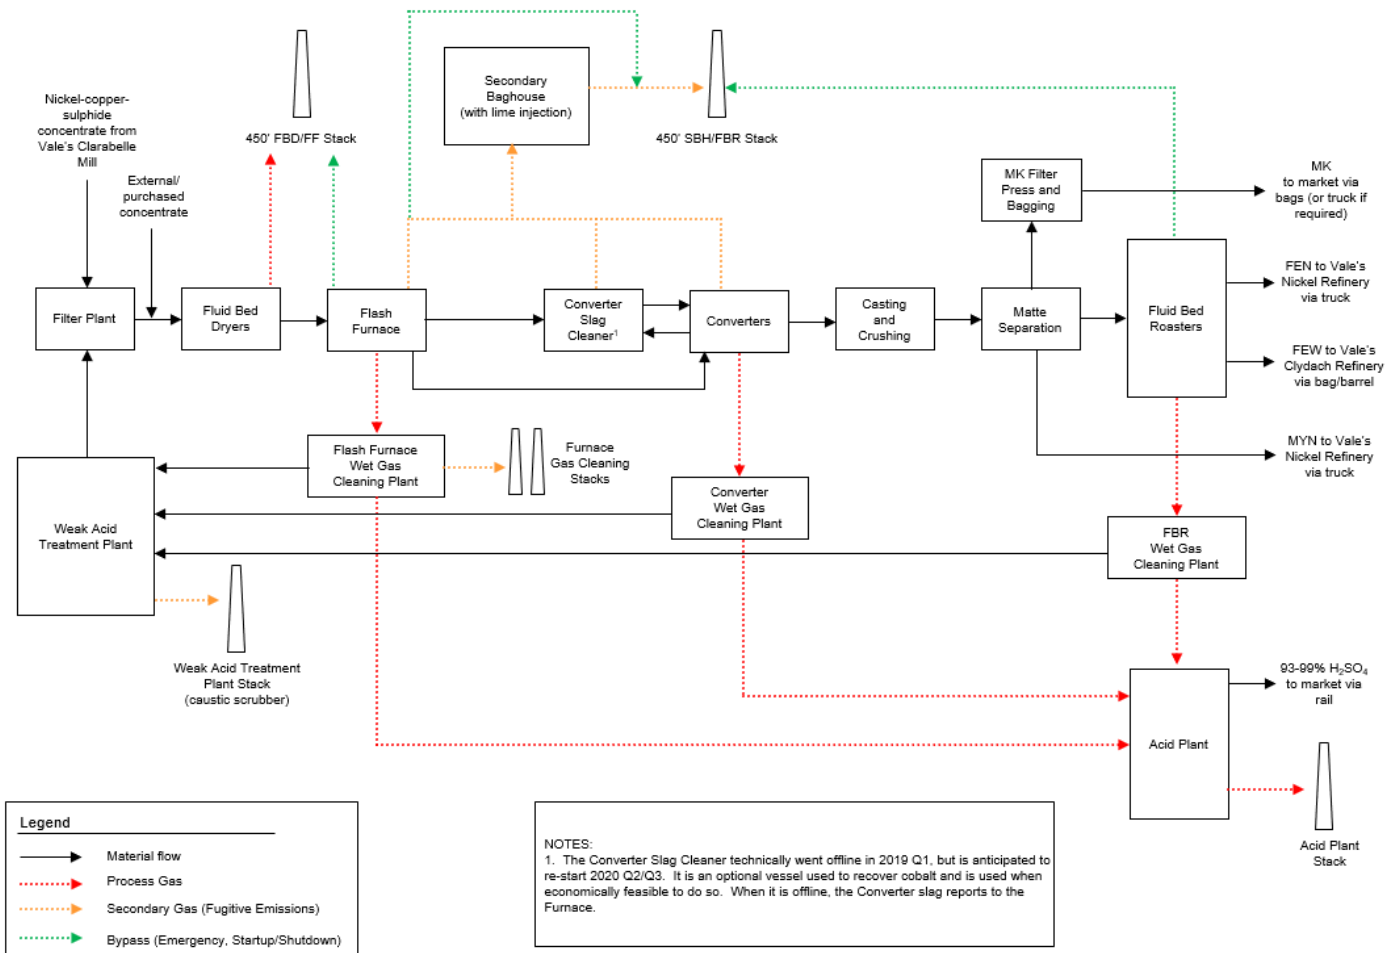 Nickel-copper-
sulphide
concentrate from
Vale's Clarabelle
Mill
External/
purchased
concentrate
450' FBD/FF Stack
Secondary
Baghouse
(with lime injection)
450' SBH/FBR Stack
MK Filter
Press and
Bagging
MK
to market via
bags (or truck if
required)
Filter Plant
Fluid Bed
Dryers
Flash
Furnace
Converter
Slag
Cleaner1
Converters
Casting
and
Crushing
Matte
Separation
Fluid Bed
Roasters
FEN to Vale's
Nickel Refinery
via truck
FEW to Vale's
Clydach Refinery
via bag/barrel
MYN to Vale's
Nickel Refinery
via truck
Flash Furnace
Wet Gas
Cleaning Plant
Furnace
Gas Cleaning
Stacks
Converter
Wet Gas
Cleaning Plant
Weak Acid
Treatment Plant
FBR
Wet Gas
Cleaning Plant
Weak Acid Treatment
Plant Stack
(caustic scrubber)
93-99% H2SO4
to market via
rail
Acid Plant
Acid Plant
Stack
Legend
Material flow
Process Gas
Secondary Gas (Fugitive Emissions)
Bypass (Emergency, Startup/Shutdown)
NOTES:
1. The Converter Slag Cleaner technically went offline in 2019 Q1, but is anticipated to
re-start 2020 Q2/Q3. It is an optional vessel used to recover cobalt and is used when
economically feasible to do so. When it is offline, the Converter slag reports to the
Furnace.